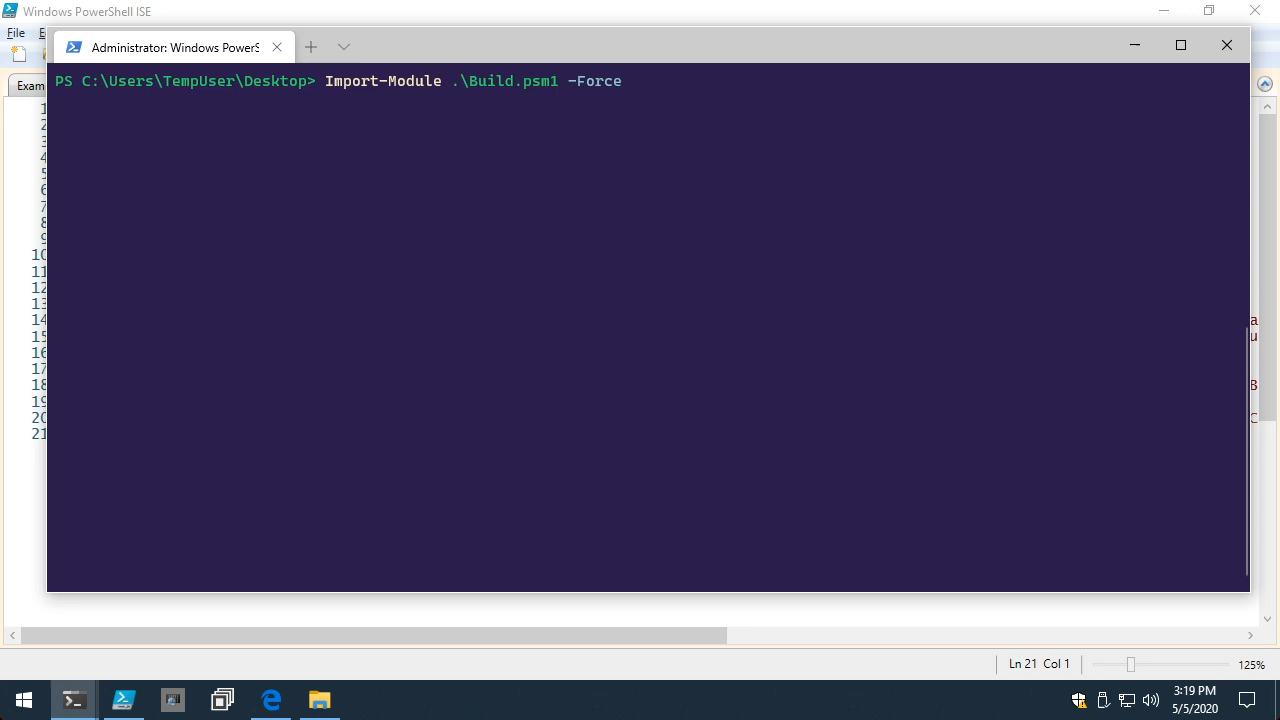 Windows PowerShell ISE
File E
Administrator: Windows PowerS
Exam
PS C:\Users\TempUser\Desktop> Import-Module .\Build.psm1 -Force
1
2
3
4
5
6
7
8
9
10
11
12
13
14 a
15 u
16
17
18 B
19
20 C
21
Ln 21 Col 1
125%
3:19 PM
5/5/2020